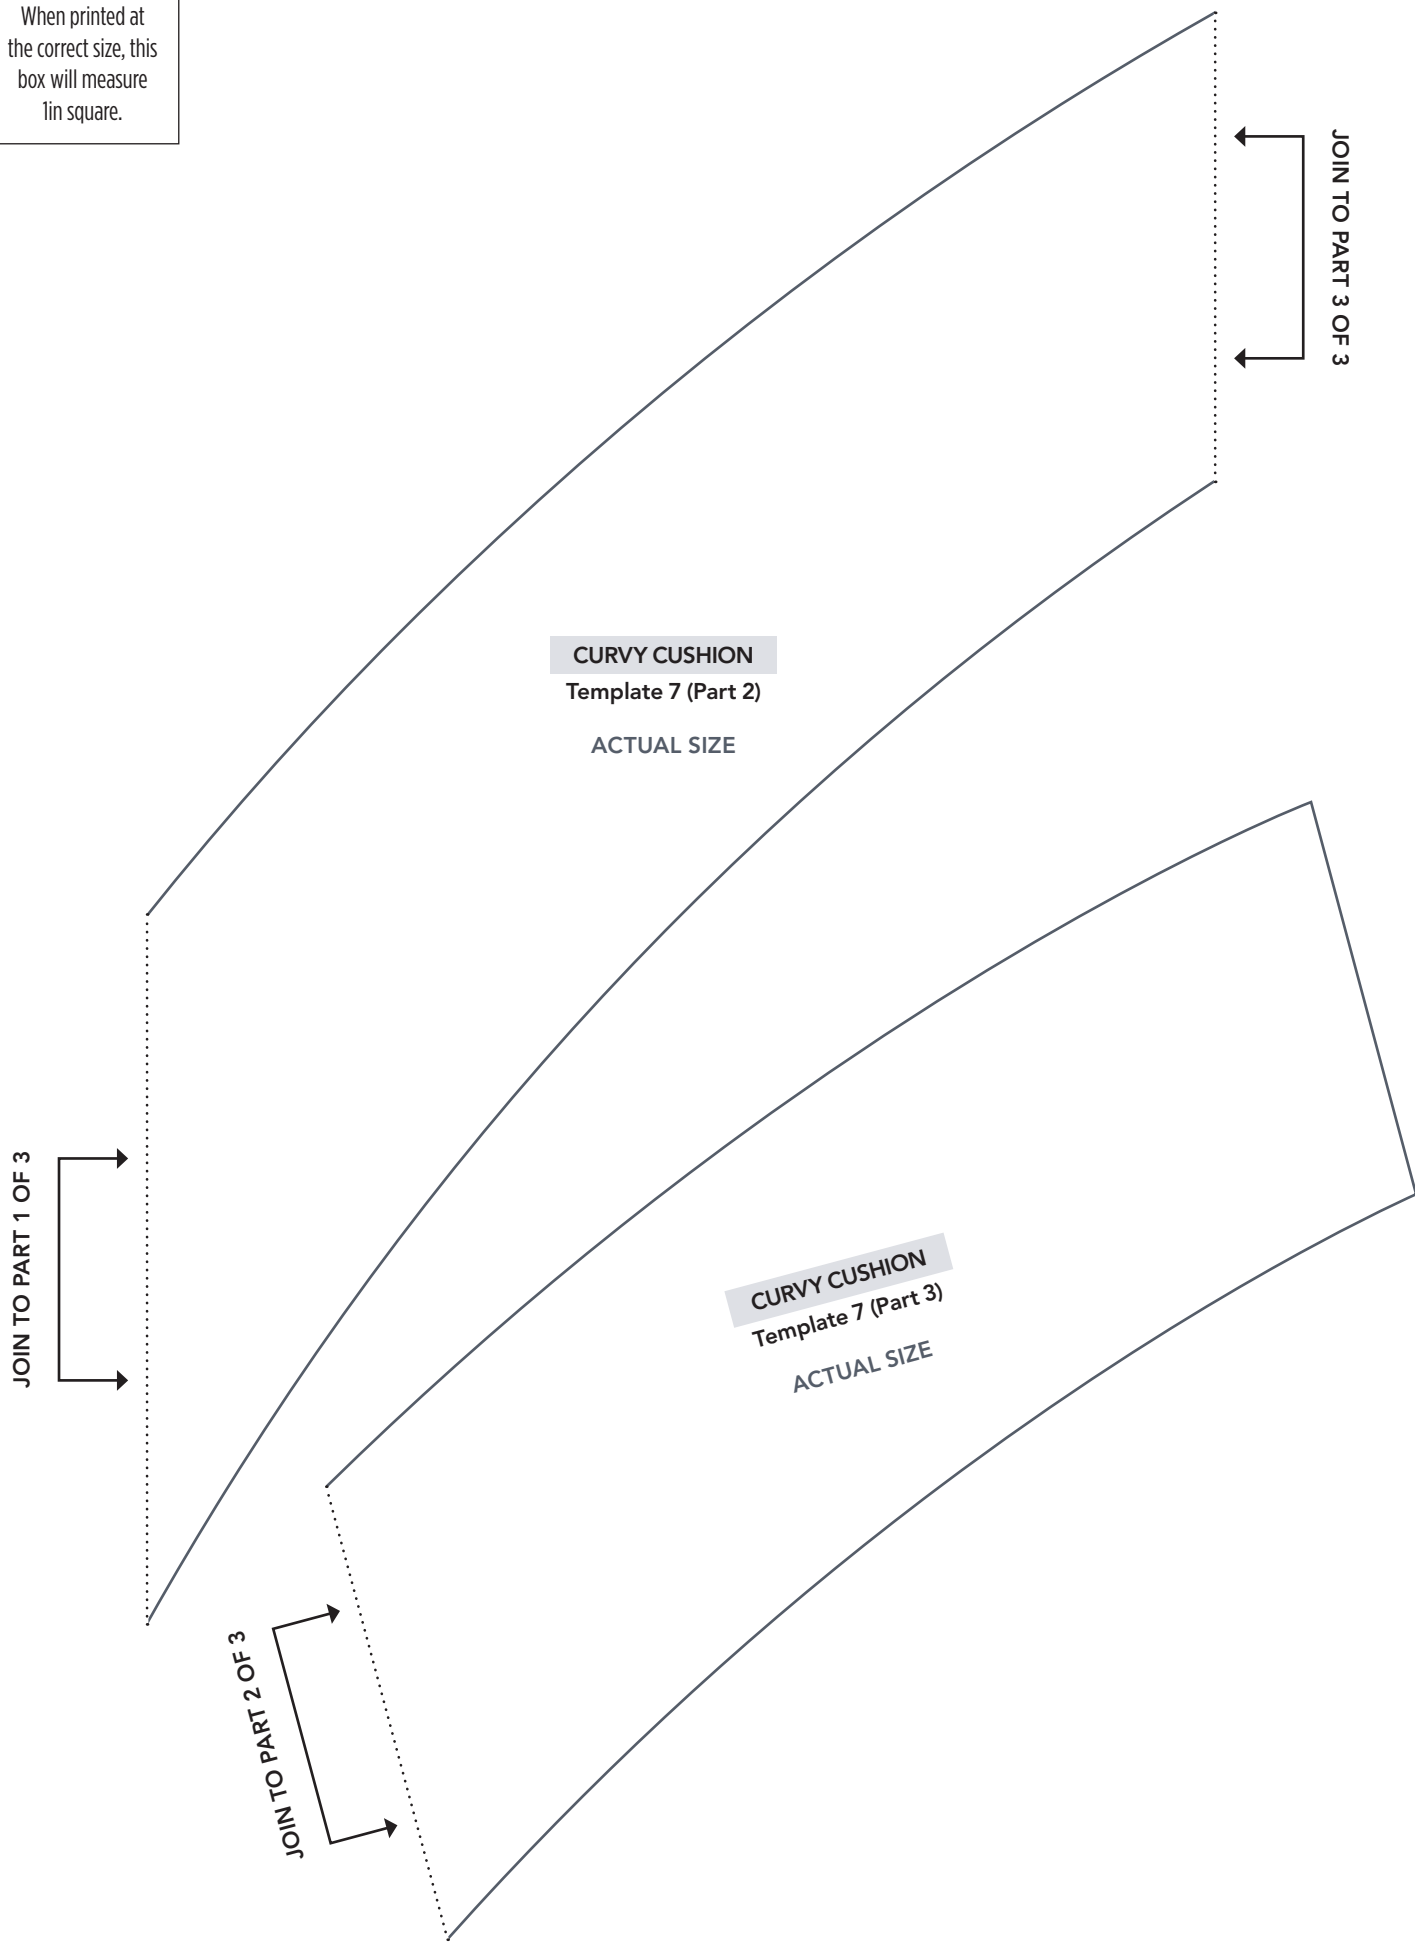 When printed at
the correct size, this
box will measure
1in square.
JOIN TO PART 3 OF 3
CURVY CUSHION
Template 7 (Part 2)
ACTUAL SIZE
JOIN TO PART 1 OF 3
CURVY CUSHION
Template 7 (Part 3)
ACTUAL SIZE
JOIN TO PART 2 OF 3